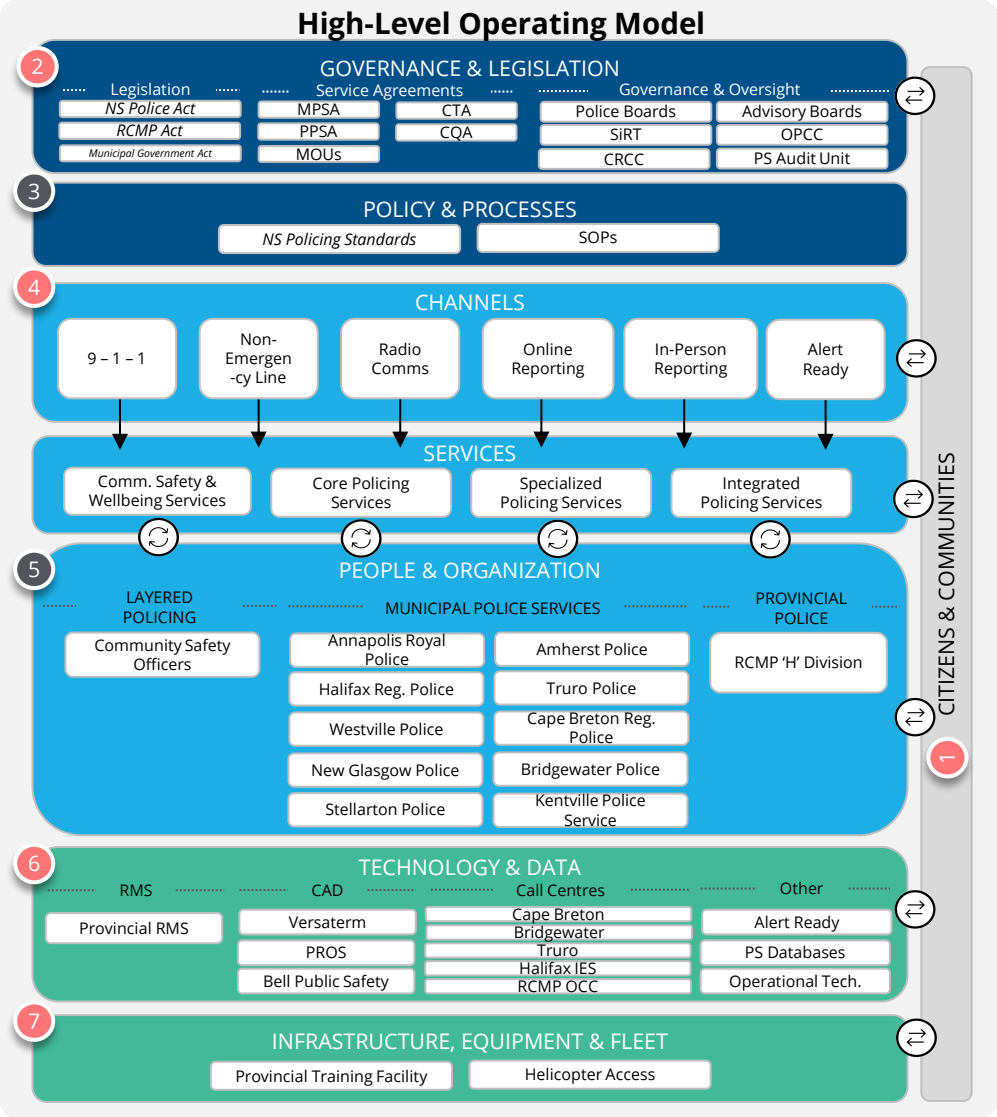 High-Level Operating Model
2
GOVERNANCE & LEGISLATION
Legislation
NS Police Act
RCMP Act
Municipal Government Act
Service Agreements
MPSA
CTA
PPSA
CQA
MOUs
Governance & Oversight
Police Boards
Advisory Boards
SiRT
OPCC
CRCC
PS Audit Unit
3
POLICY & PROCESSES
NS Policing Standards
SOPs
4
CHANNELS
9 – 1 – 1
Non-
Emergen
-cy Line
Radio
Comms
Online
Reporting
In-Person
Reporting
Alert
Ready
SERVICES
Comm. Safety &
Wellbeing Services
Core Policing
Services
Specialized
Policing Services
Integrated
Policing Services
5
PEOPLE & ORGANIZATION
LAYERED
POLICING
Community Safety
Officers
MUNICIPAL POLICE SERVICES
Annapolis Royal
Police
Amherst Police
Halifax Reg. Police
Truro Police
Westville Police
Cape Breton Reg.
Police
New Glasgow Police
Bridgewater Police
Stellarton Police
Kentville Police
Service
PROVINCIAL
POLICE
RCMP ‘H’ Division
6
TECHNOLOGY & DATA
RMS
Provincial RMS
CAD
Versaterm
PROS
Bell Public Safety
Call Centres
Cape Breton
Bridgewater
Truro
Halifax IES
RCMP OCC
Other
Alert Ready
PS Databases
Operational Tech.
7
INFRASTRUCTURE, EQUIPMENT & FLEET
Provincial Training Facility
Helicopter Access
CITIZENS & COMMUNITIES
1